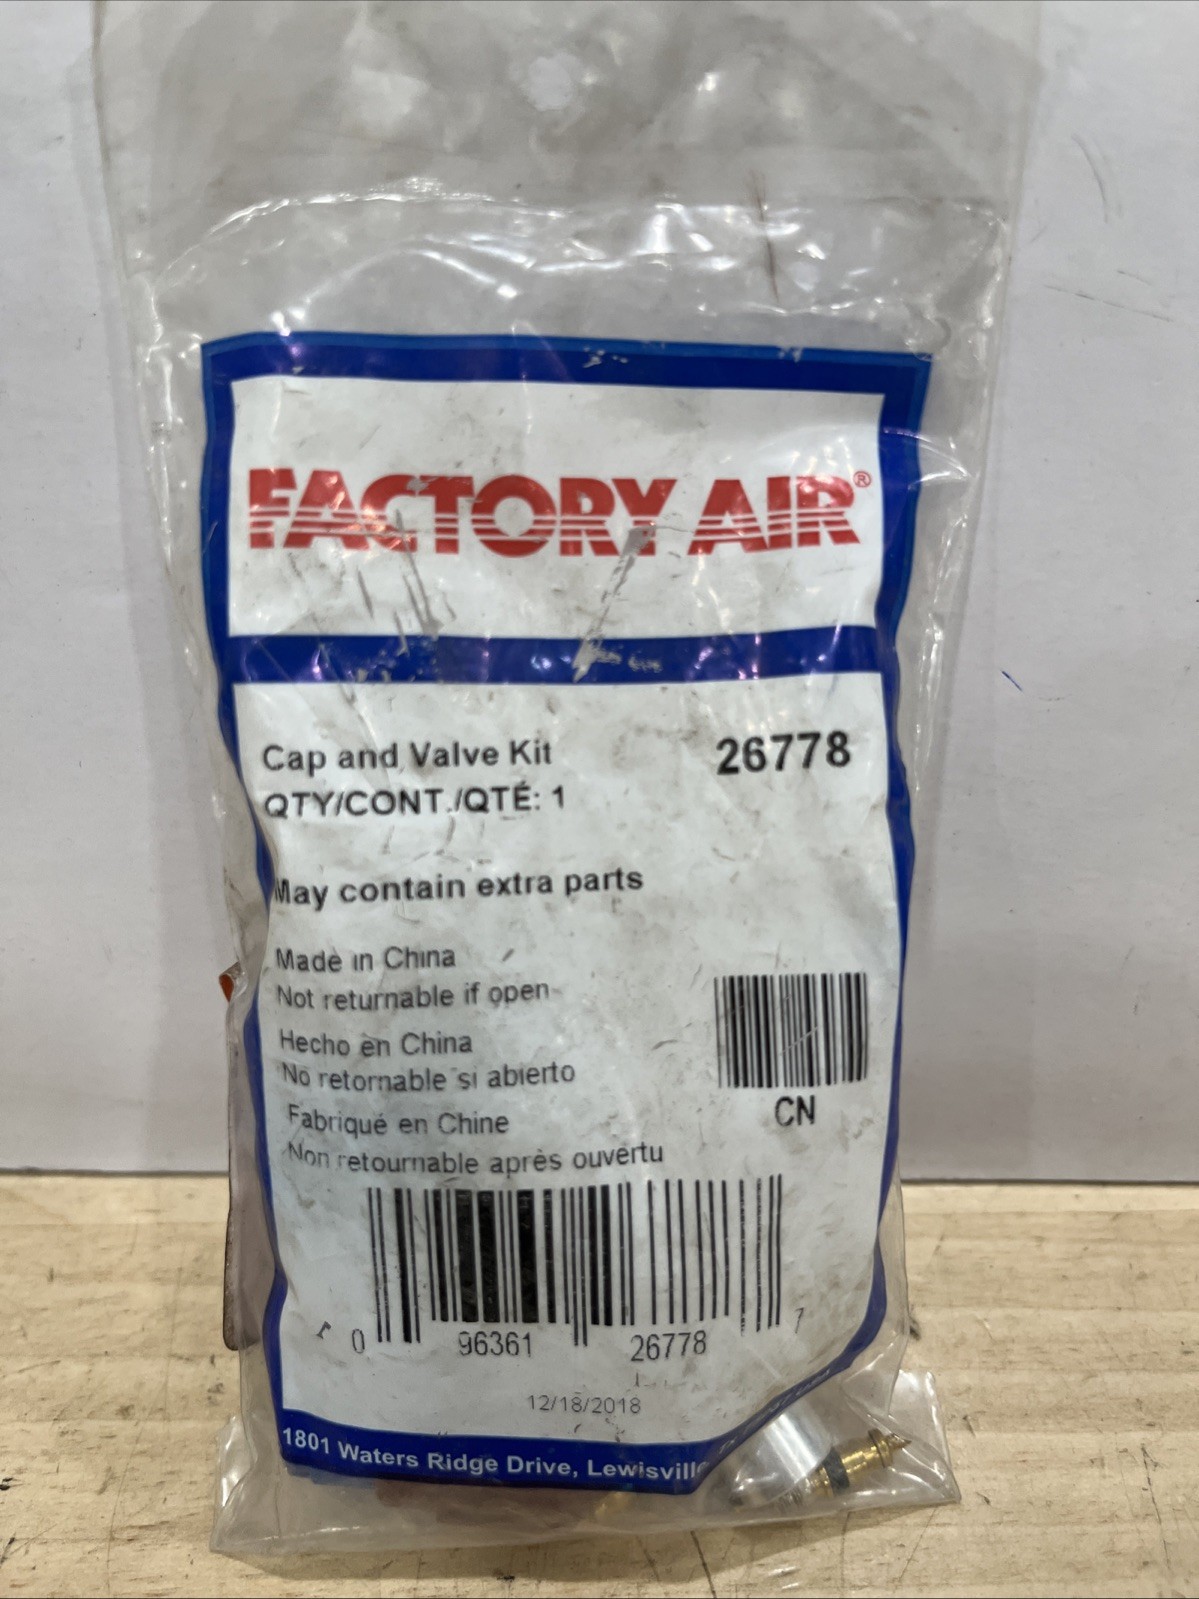 FACTORY AIR®
Cap and Valve Kit 26778
QTY/CONT./QTÉ: 1
May contain extra parts
Made in China
Not returnable if open
Hecho en China
No retornable si abierto
CN
Fabriqué en Chine
Non retournable après ouvertu
0 96361 26778 7
12/18/2018
1801 Waters Ridge Drive, Lewisville